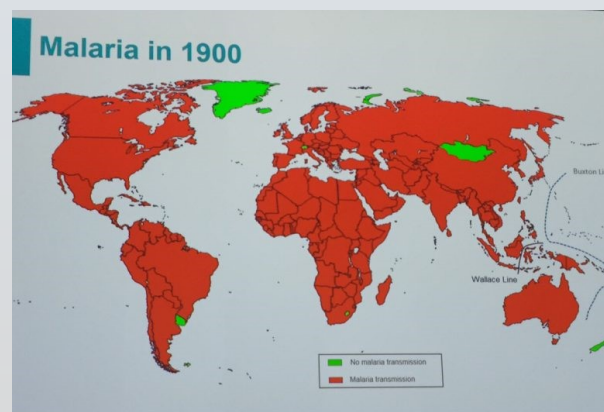 Malaria in 1900
Buxton Li
Wallace Line
No malaria transmission
Malaria transmission